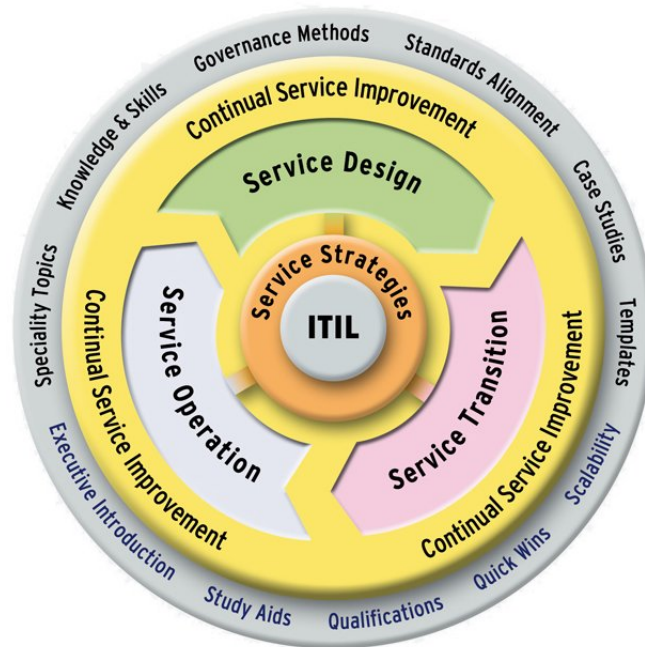 Governance Methods
Standards Alignment
Case Studies
Templates
Scalability
Quick Wins
Qualifications
Study Aids
Executive Introduction
Speciality Topics
Knowledge & Skills
Continual Service Improvement
Continual Service Improvement
Continual Service Improvement
Service Design
Service Transition
Service Operation
Service Strategies
ITIL